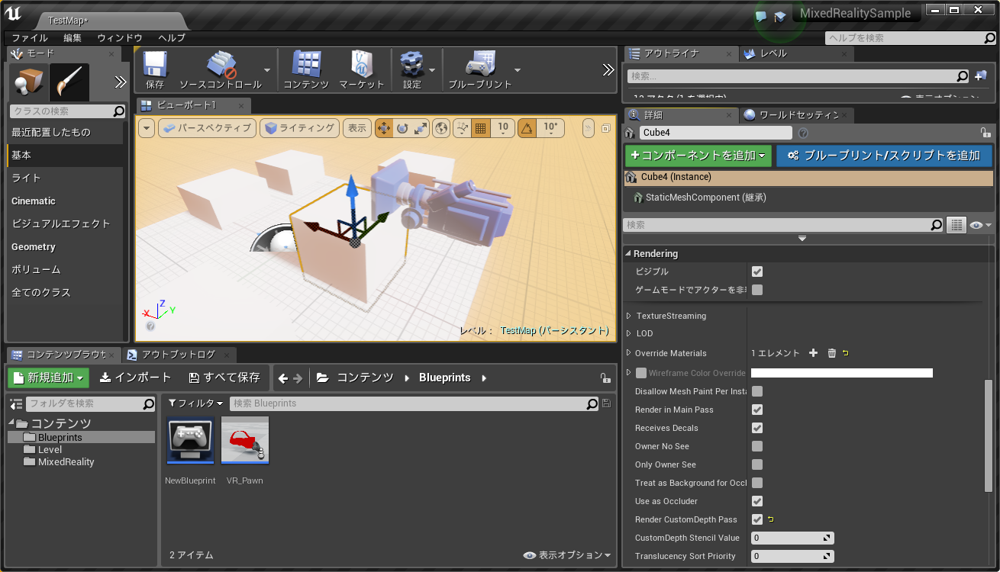 TestMap*
MixedRealitySample
ファイル 編集 ウィンドウ ヘルプ
ヘルプを検索
モード
クラスの検索
最近配置したもの
基本
ライト
Cinematic
ビジュアルエフェクト
Geometry
ボリューム
全てのクラス
保存 ソースコントロール コンテンツ マーケット 設定 ブループリント
ビューポート1
パースペクティブ ライティング 表示 10 10°
X Z Y
レベル： TestMap (パーシスタント)
アウトライナ レベル
検索...
詳細 ワールドセッティン
Cube4
+コンポーネントを追加 ブループリント/スクリプトを追加
Cube4 (Instance)
StaticMeshComponent (継承)
検索
Rendering
ビジブル
ゲームモードでアクターを非
TextureStreaming
LOD
Override Materials 1 エレメント
Wireframe Color Override
Disallow Mesh Paint Per Insta
Render in Main Pass
Receives Decals
Owner No See
Only Owner See
Treat as Background for Occl
Use as Occluder
Render CustomDepth Pass
CustomDepth Stencil Value 0
Translucency Sort Priority 0
コンテンツブラウザ アウトプットログ
新規追加 インポート すべて保存 コンテンツ Blueprints
フォルダを検索
コンテンツ
Blueprints
Level
MixedReality
フィルタ 検索 Blueprints
NewBlueprint VR_Pawn
2 アイテム 表示オプション